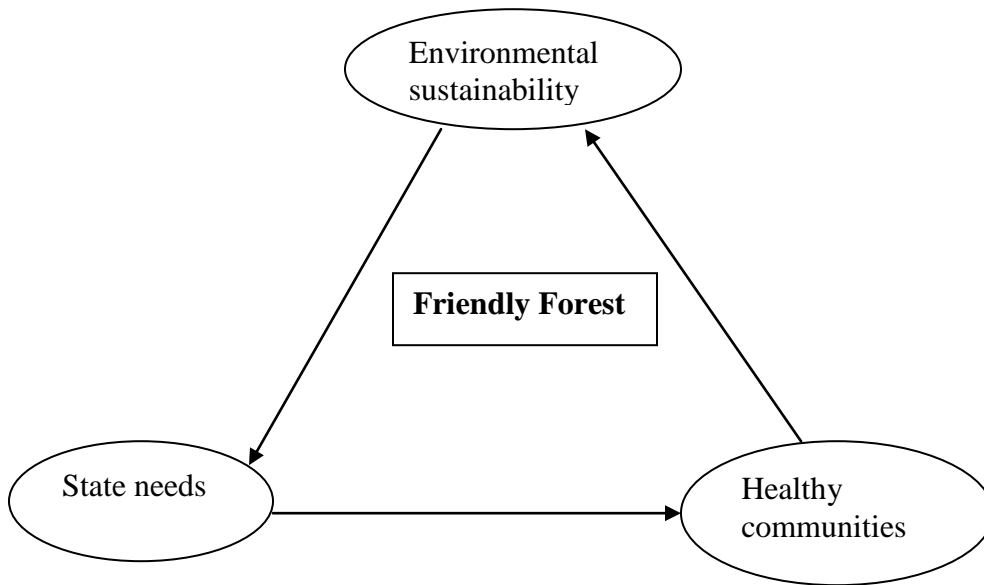 Environmental
sustainability
Friendly Forest
State needs
Healthy
communities